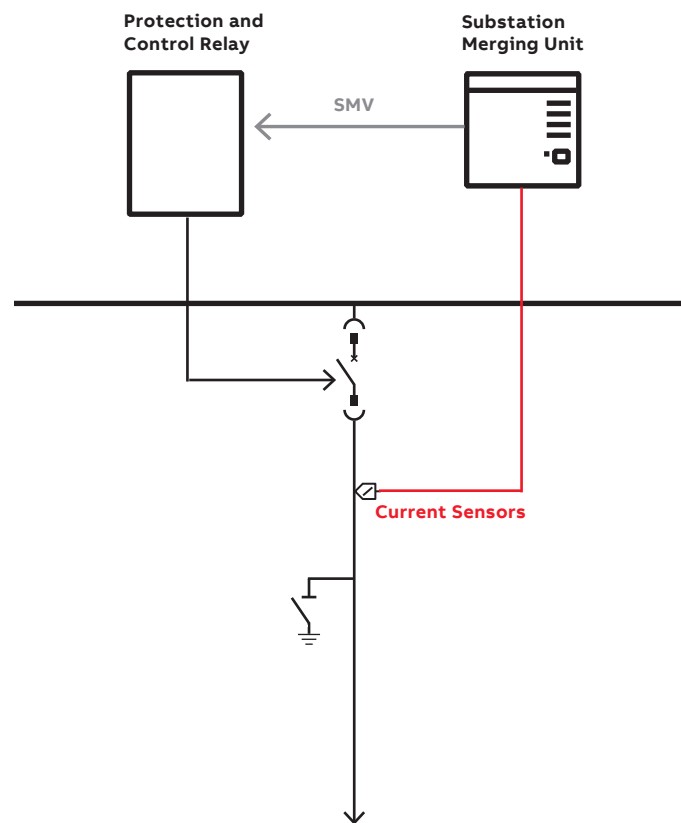 Protection and
Control Relay
Substation
Merging Unit
SMV
Current Sensors